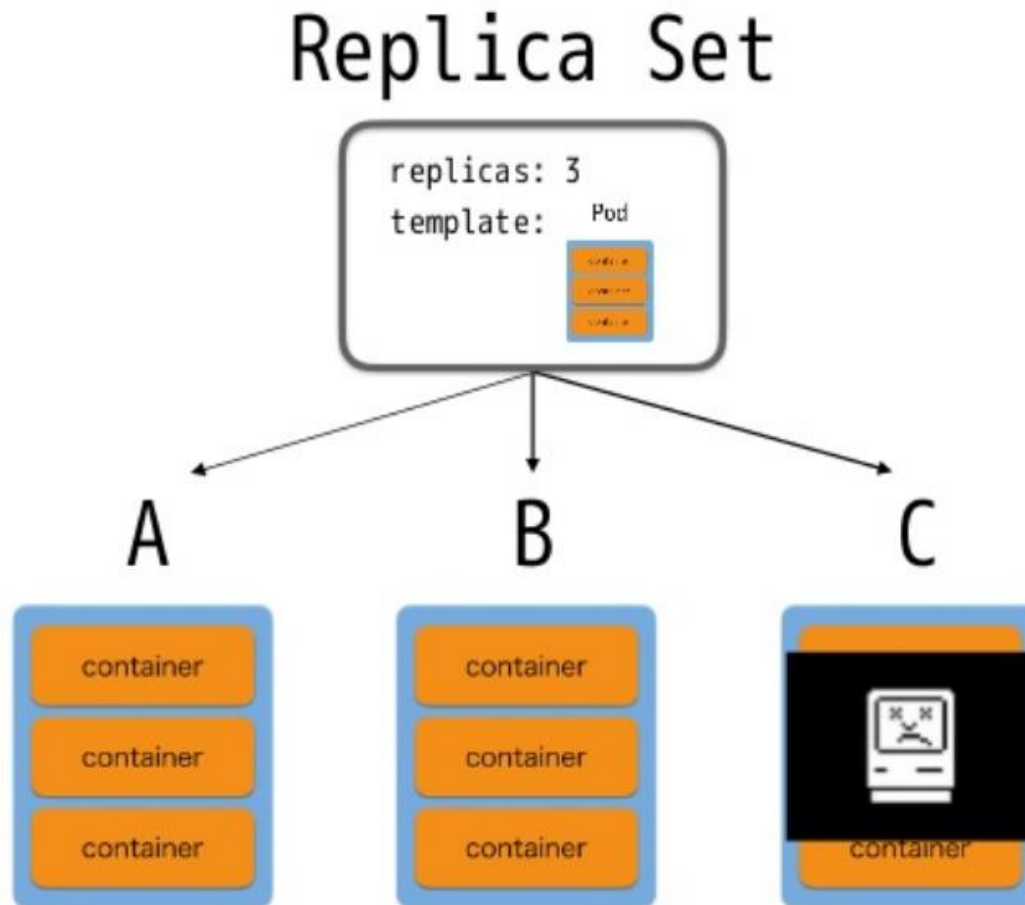 Replica Set
replicas: 3
template:
Pod
A
B
C
container
container
container
container
container
container
container